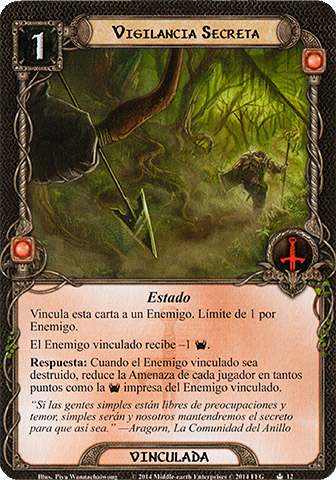 VIGILANCIA SECRETA
1
Estado
Vincula esta carta a un Enemigo. Límite de 1 por
Enemigo.
El Enemigo vinculado recibe –1 .
Respuesta: Cuando el Enemigo vinculado sea
destruido, reduce la Amenaza de cada jugador en tantos
puntos como la impresa del Enemigo vinculado.
“Si las gentes simples están libres de preocupaciones y
temor, simples serán y nosotros mantendremos el secreto
para que así sea.” —Aragorn, La Comunidad del Anillo
VINCULADA
Illus. Piya Wannachaiwong © 2014 Middle-earth Enterprises © 2014 FFG 12